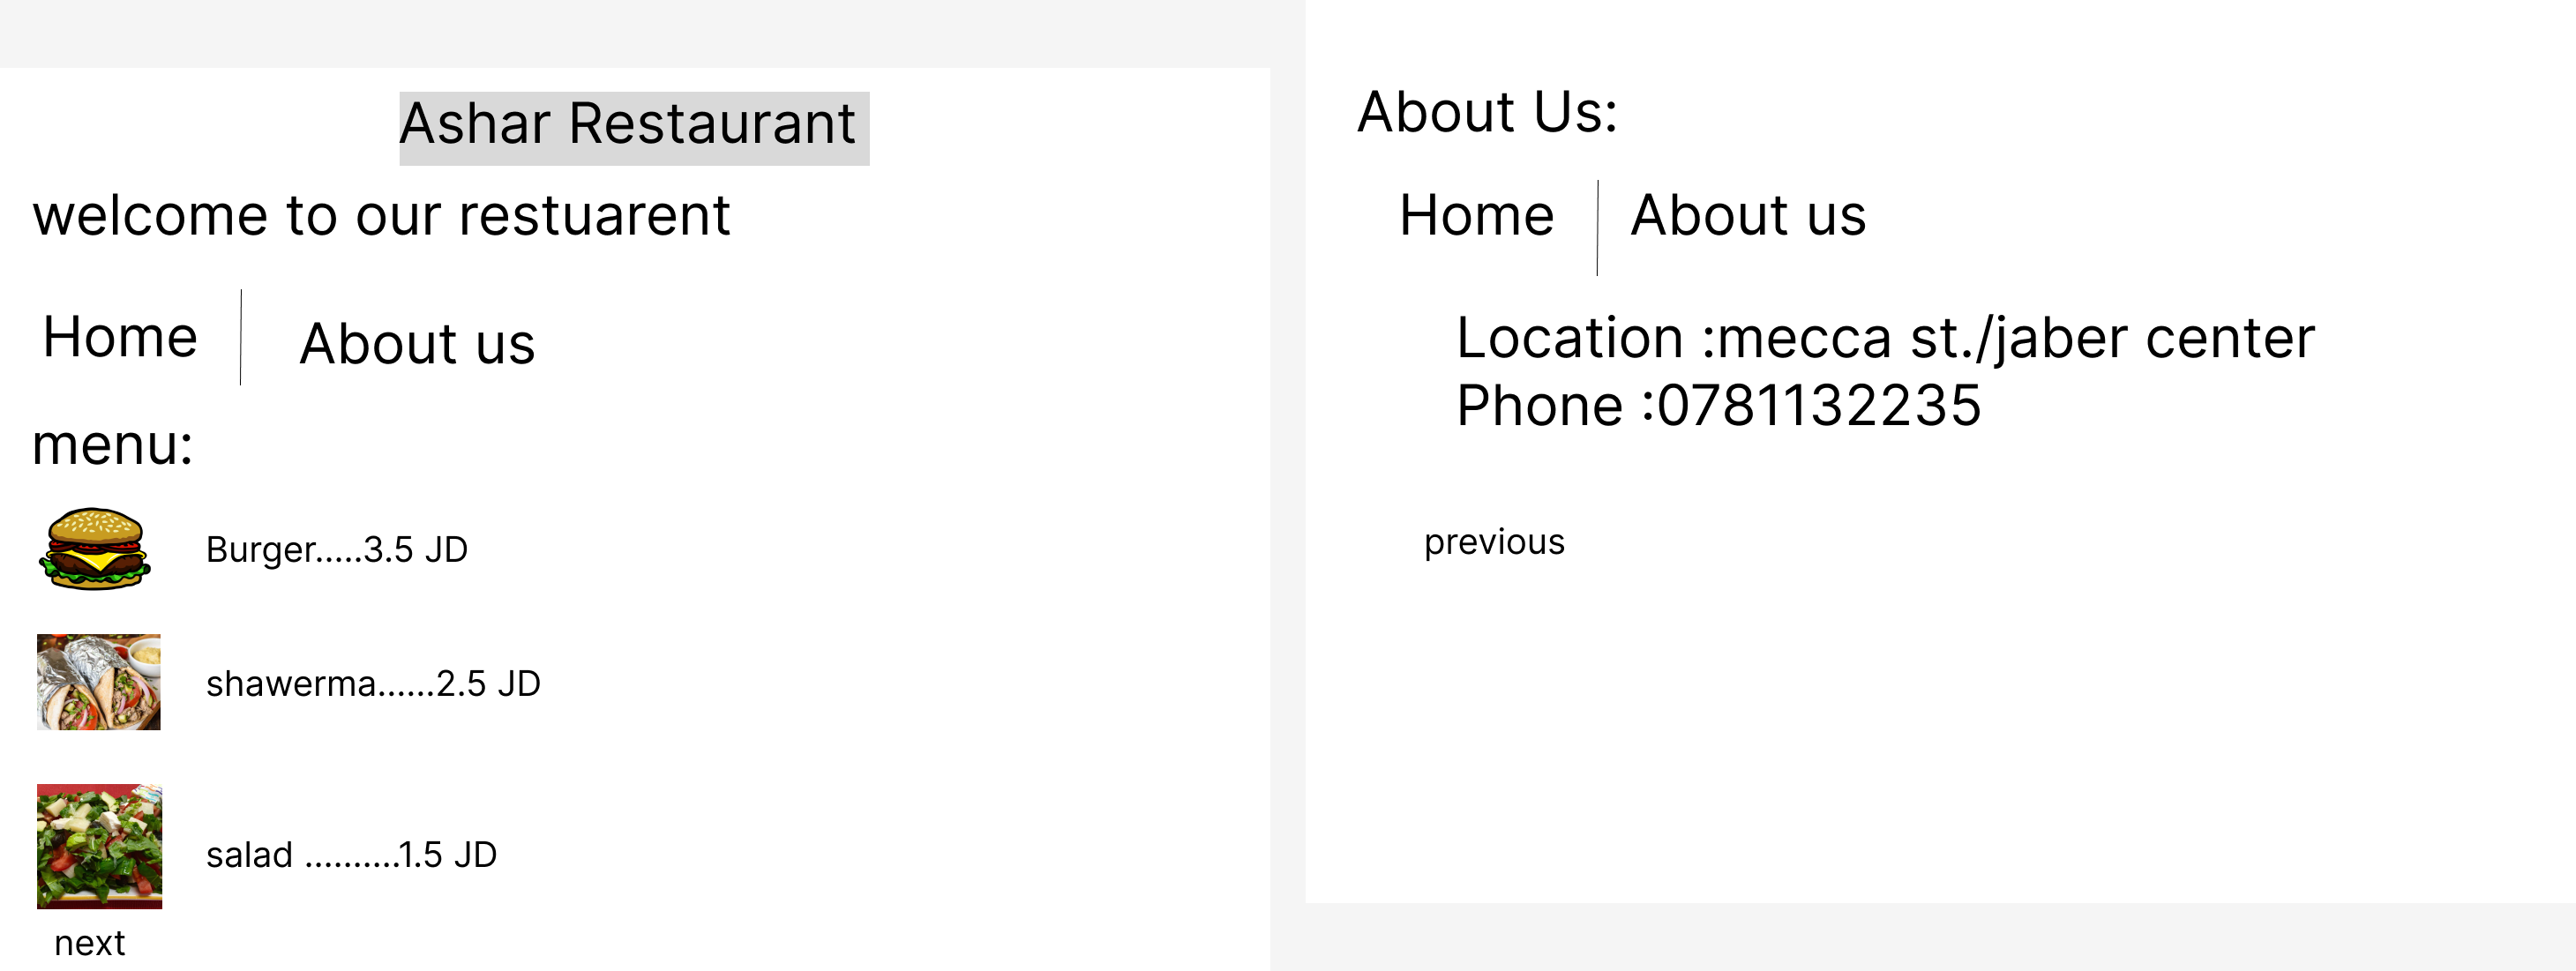 Ashar Restaurant
welcome to our restuarent
Home
About us
menu:
Burger.....3.5 JD
shawerma......2.5 JD
salad ..........1.5 JD
next
About Us:
Home
About us
Location :mecca st./jaber center
Phone :0781132235
previous